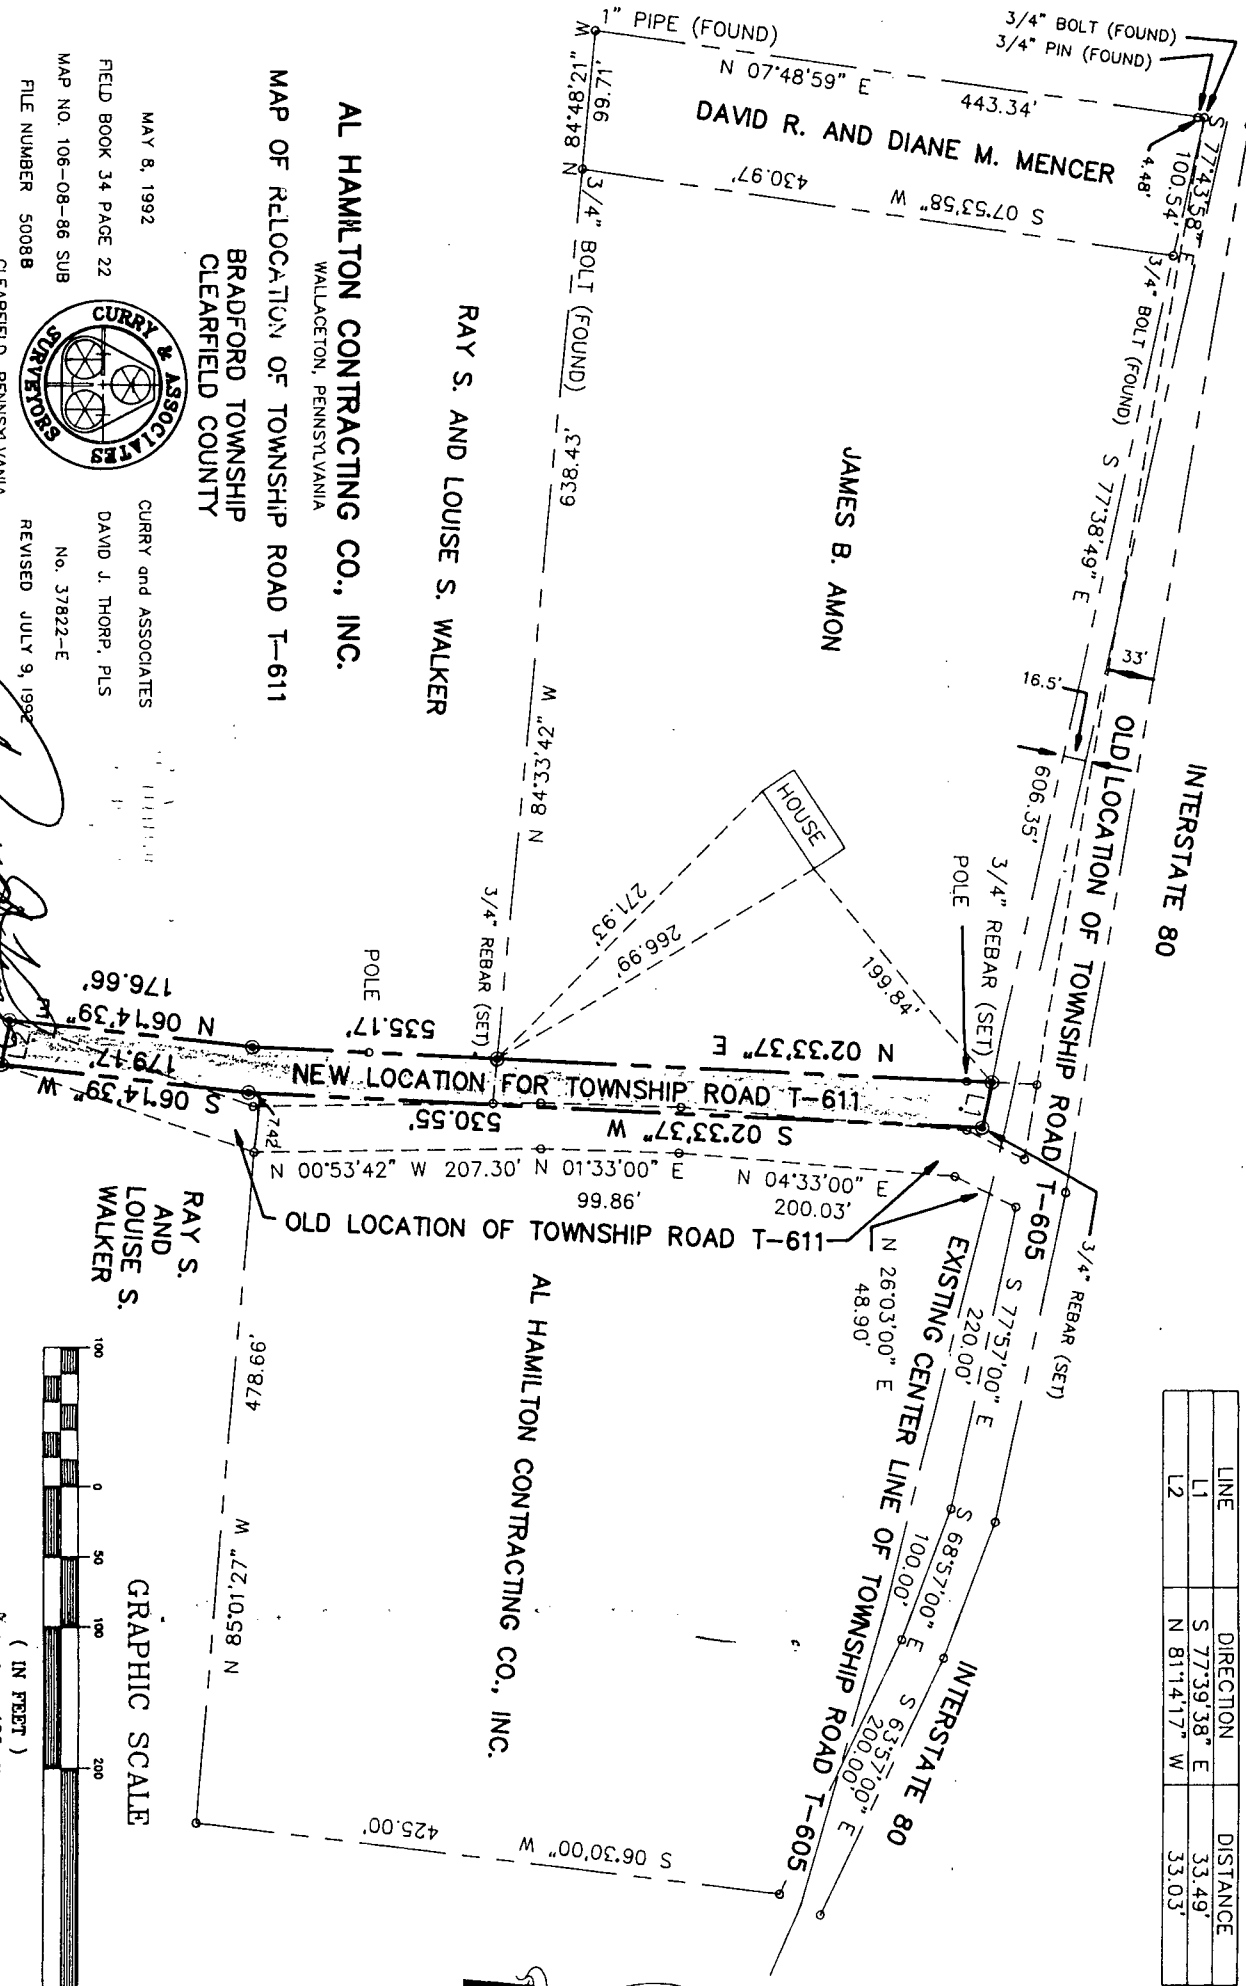 1" PIPE (FOUND)
3/4" BOLT (FOUND)
3/4" PIN (FOUND)
N 07°48'59" E
443.34'
DAVID R. AND DIANE M. MENCER
S 07°53'58" W
430.97'
99.71'
N 84°48'21" W
3/4" BOLT (FOUND)
4.48'
S 77°43'58" E
100.54'
3/4" BOLT (FOUND)
S 77°38'49" E
606.35'
33'
16.5'
INTERSTATE 80
OLD LOCATION OF TOWNSHIP ROAD T-605
JAMES B. AMON
638.43'
N 84°33'42" W
HOUSE
271.93'
266.99'
199.84'
POLE
3/4" REBAR (SET)
3/4" REBAR (SET)
3/4" REBAR (SET)
L1
RAY S. AND LOUISE S. WALKER
AL HAMILTON CONTRACTING CO., INC.
WALLACETON, PENNSYLVANIA
MAP OF RELOCATION OF TOWNSHIP ROAD T-611
BRADFORD TOWNSHIP
CLEARFIELD COUNTY
MAY 8, 1992
FIELD BOOK 34 PAGE 22
MAP NO. 106-08-86 SUB
FILE NUMBER 5008B
CURRY & ASSOCIATES
SURVEYORS
CLEARFIELD, PENNSYLVANIA
CURRY and ASSOCIATES
DAVID J. THORP, PLS
No. 37822-E
REVISED JULY 9, 1992
POLE
N 02°33'37" E
535.17'
NEW LOCATION FOR TOWNSHIP ROAD T-611
S 02°33'37" W
530.55'
N 06°14'39" E
176.66'
S 06°14'39" W
179.17'
7.42'
N 00°53'42" W 207.30'
N 01°33'00" E
99.86'
N 04°33'00" E
200.03'
OLD LOCATION OF TOWNSHIP ROAD T-611
N 26°03'00" E
48.90'
EXISTING CENTER LINE OF TOWNSHIP ROAD T-605
S 77°57'00" E
220.00'
S 68°57'00" E
100.00'
S 63°57'00" E
200.00'
INTERSTATE 80
RAY S.
AND
LOUISE S.
WALKER
AL HAMILTON CONTRACTING CO., INC.
478.66'
N 85°01'27" W
S 06°30'00" W
425.00'
GRAPHIC SCALE
100 0 50 100 200
( IN FEET )
LINE DIRECTION DISTANCE
L1 S 77°39'38" E 33.49'
L2 N 81°14'17" W 33.03'